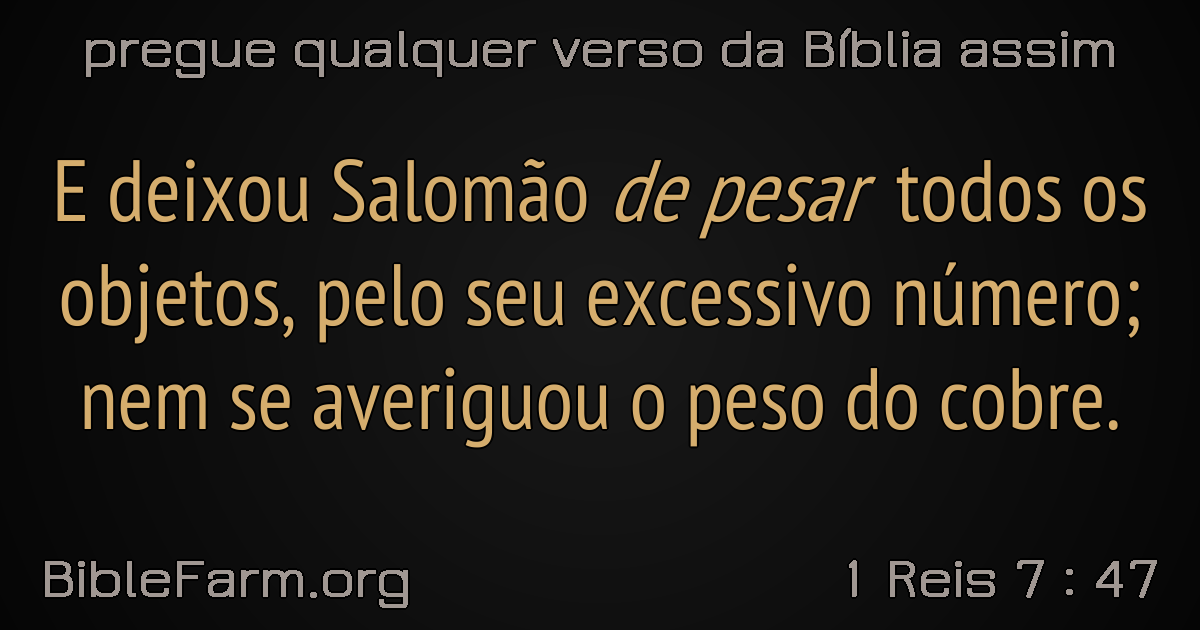 pregue qualquer verso da Bíblia assim
E deixou Salomão de pesar todos os
objetos, pelo seu excessivo número;
nem se averiguou o peso do cobre.
BibleFarm.org
1 Reis 7 : 47